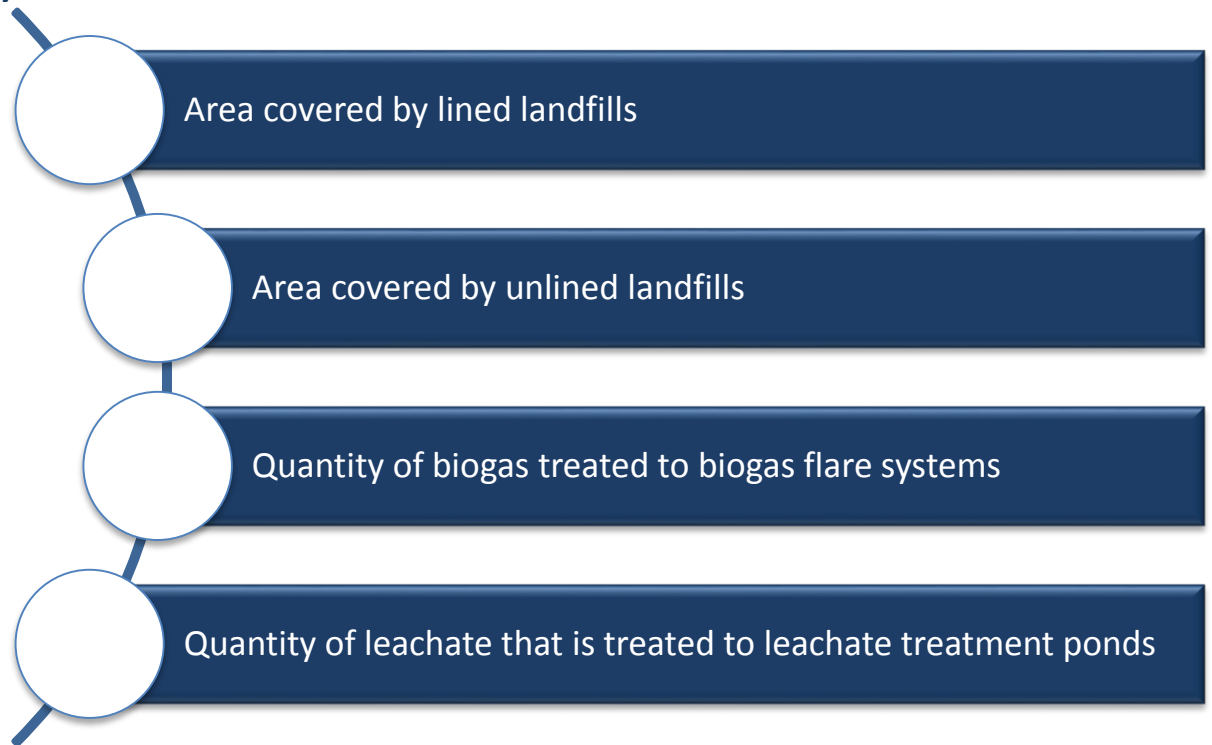 Area covered by lined landfills
Area covered by unlined landfills
Quantity of biogas treated to biogas flare systems
Quantity of leachate that is treated to leachate treatment ponds